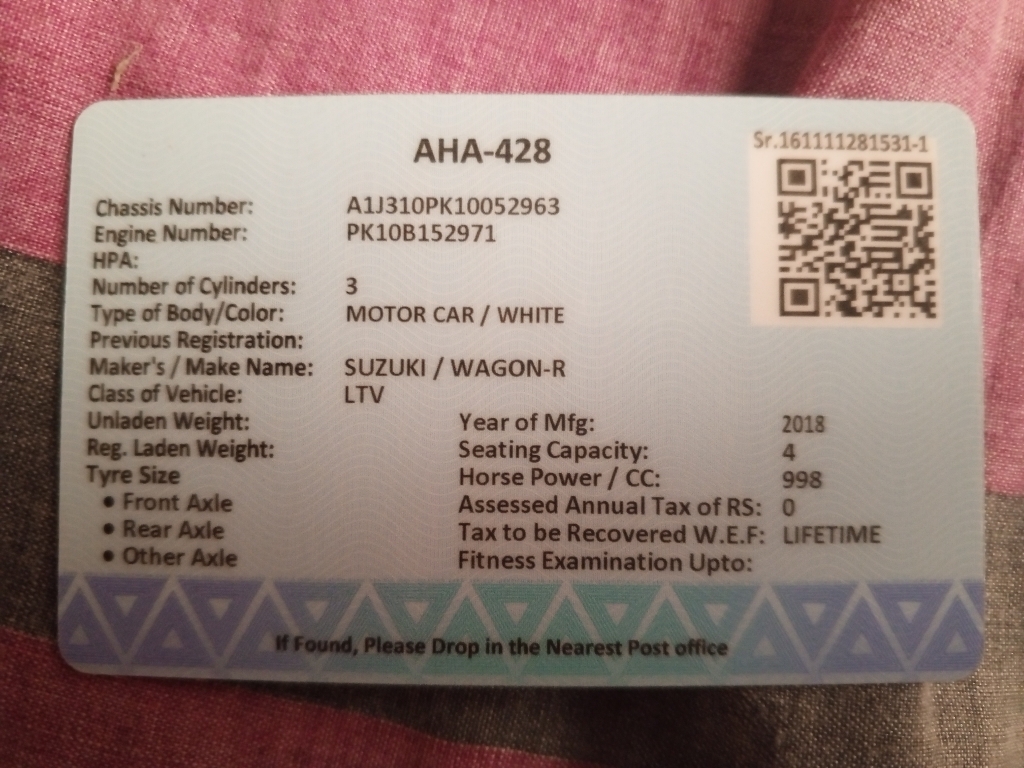 AHA-428
Sr.161111281531-1
Chassis Number: A1J310PK10052963
Engine Number: PK10B152971
HPA:
Number of Cylinders: 3
Type of Body/Color: MOTOR CAR / WHITE
Previous Registration:
Maker's / Make Name: SUZUKI / WAGON-R
Class of Vehicle: LTV
Unladen Weight: Year of Mfg: 2018
Reg. Laden Weight: Seating Capacity: 4
Tyre Size Horse Power / CC: 998
• Front Axle Assessed Annual Tax of RS: 0
• Rear Axle Tax to be Recovered W.E.F: LIFETIME
• Other Axle Fitness Examination Upto:
If Found, Please Drop in the Nearest Post office